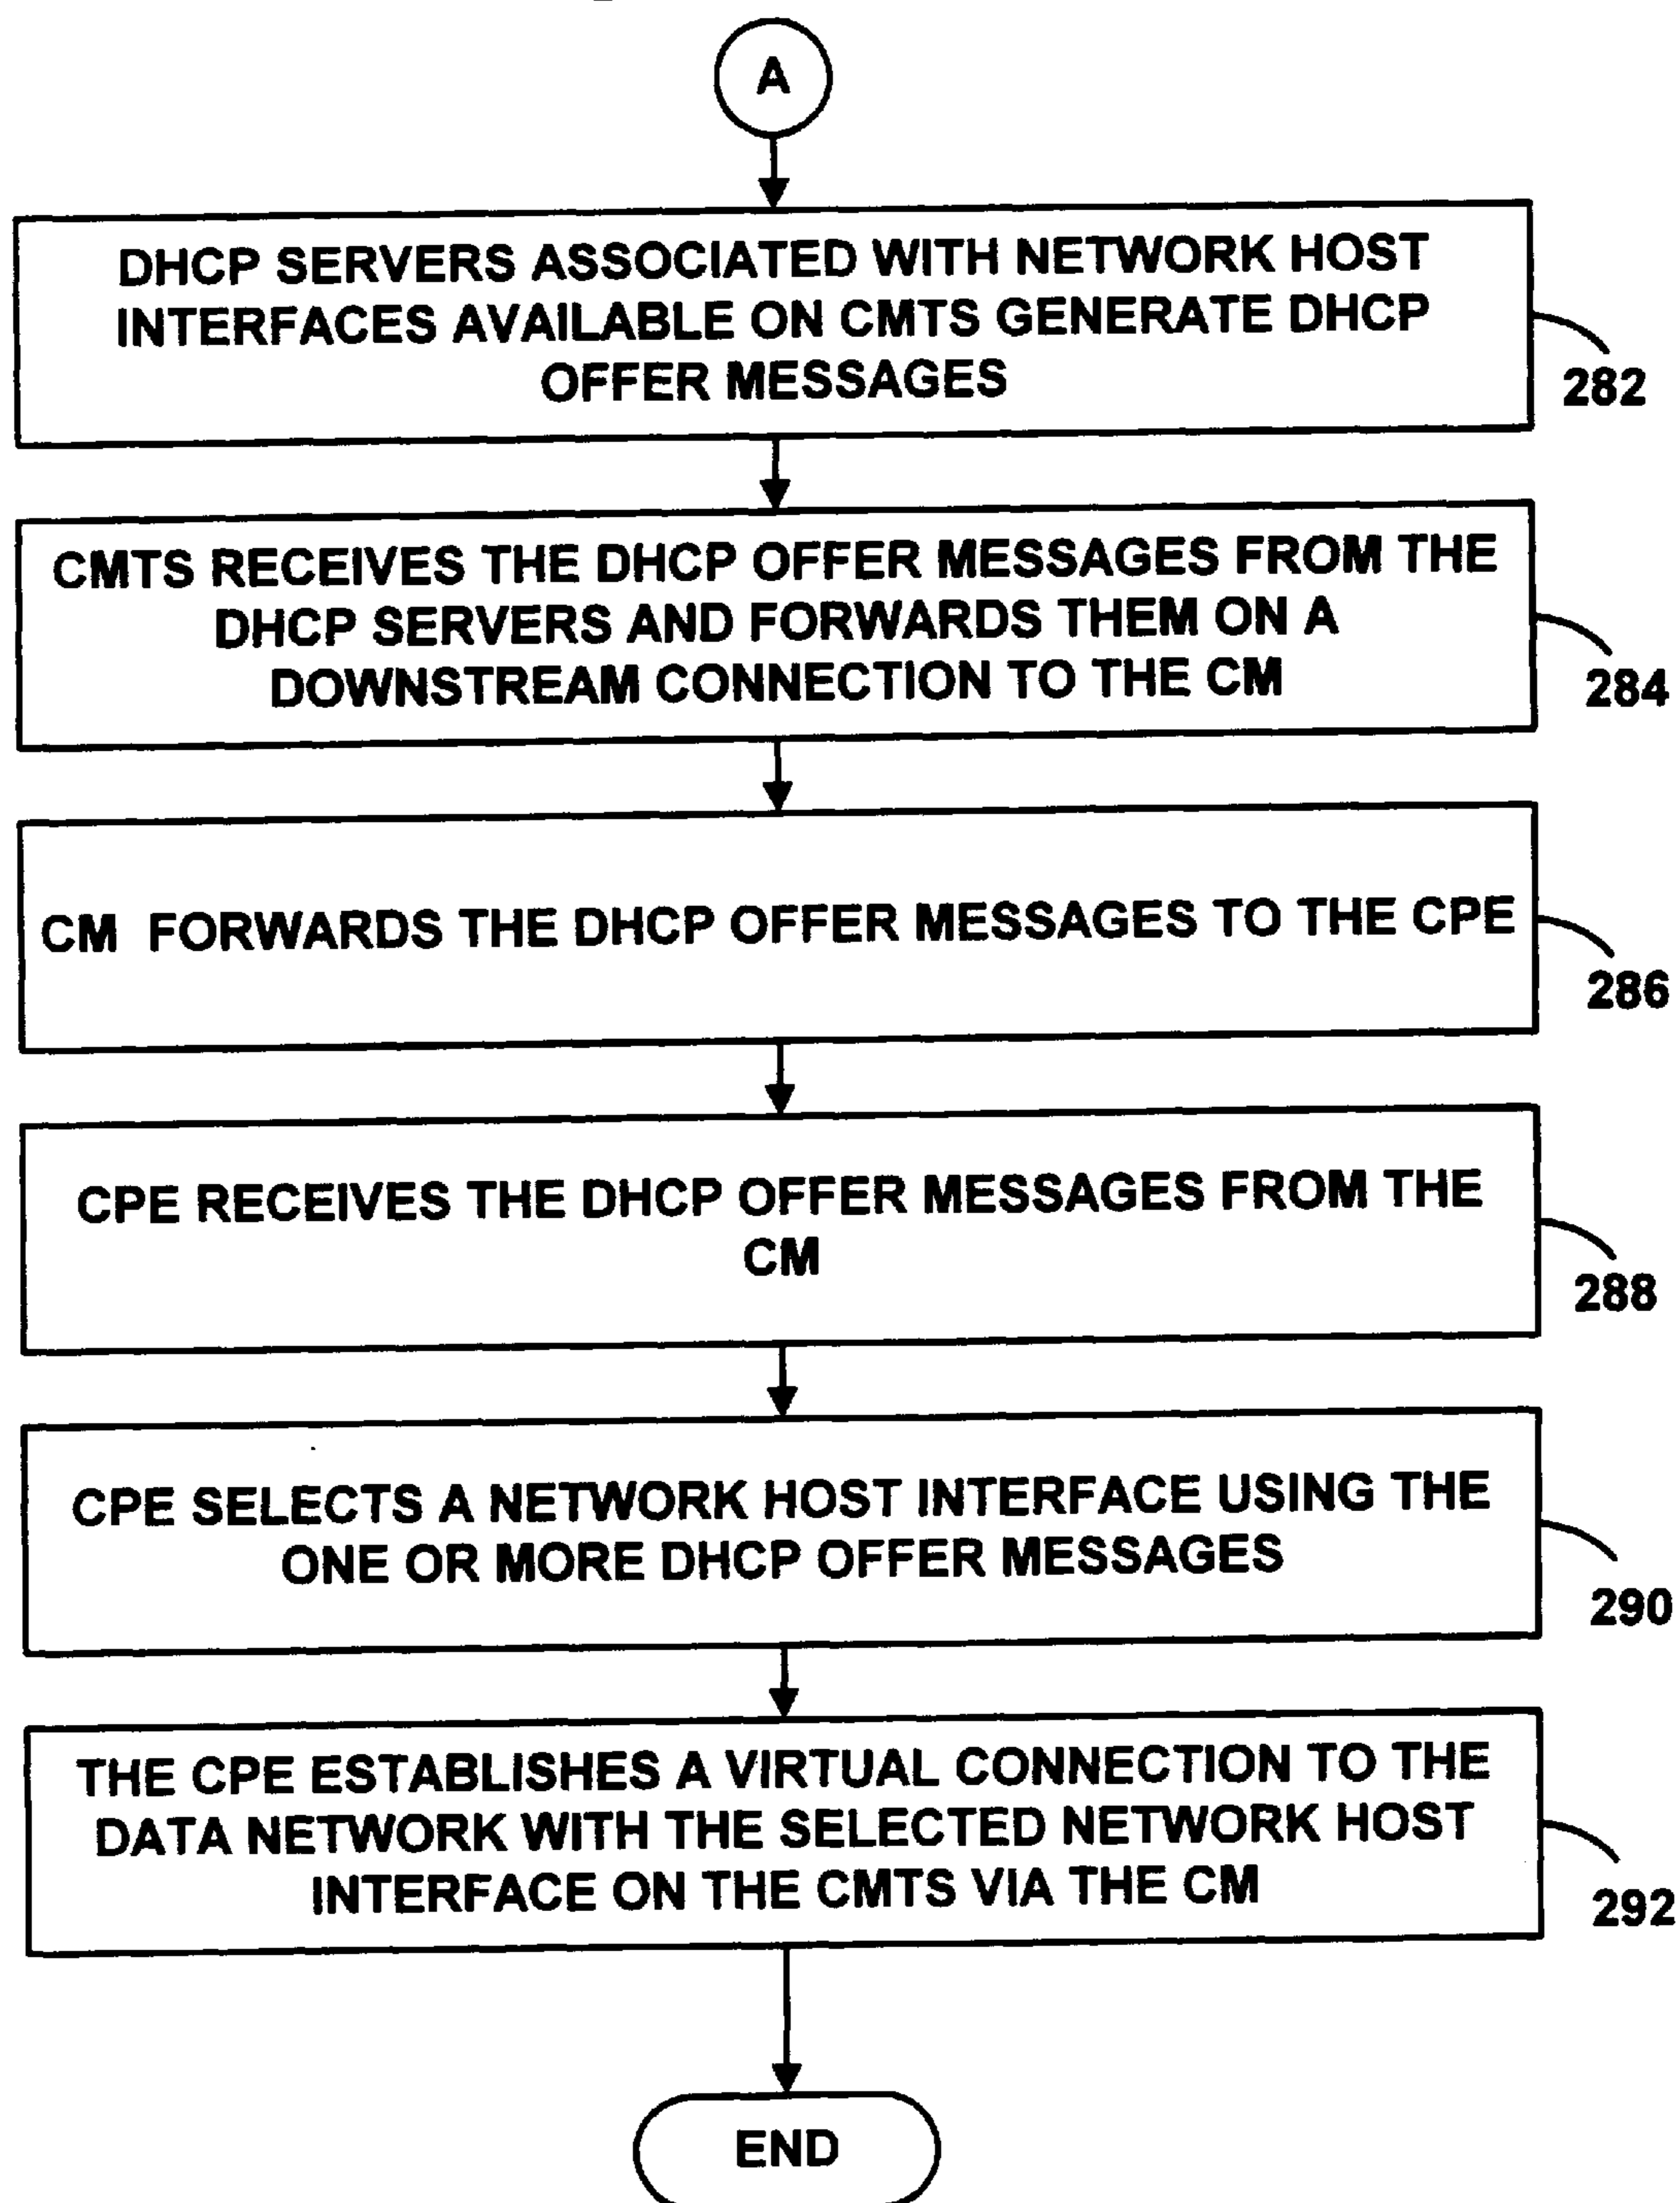 A
DHCP SERVERS ASSOCIATED WITH NETWORK HOST
INTERFACES AVAILABLE ON CMTS GENERATE DHCP
OFFER MESSAGES
282
CMTS RECEIVES THE DHCP OFFER MESSAGES FROM THE
DHCP SERVERS AND FORWARDS THEM ON A
DOWNSTREAM CONNECTION TO THE CM
284
CM FORWARDS THE DHCP OFFER MESSAGES TO THE CPE
286
CPE RECEIVES THE DHCP OFFER MESSAGES FROM THE
CM
288
CPE SELECTS A NETWORK HOST INTERFACE USING THE
ONE OR MORE DHCP OFFER MESSAGES
290
THE CPE ESTABLISHES A VIRTUAL CONNECTION TO THE
DATA NETWORK WITH THE SELECTED NETWORK HOST
INTERFACE ON THE CMTS VIA THE CM
292
END